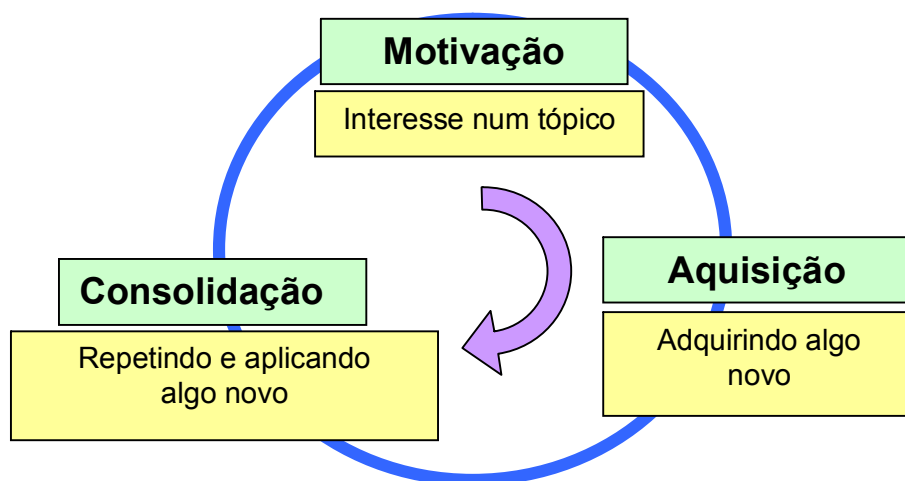 Motivação
Interesse num tópico
Aquisição
Adquirindo algo
novo
Consolidação
Repetindo e aplicando
algo novo